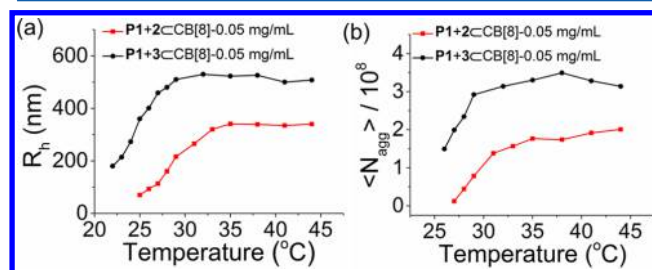 (a)
P1+2⊂CB[8]-0.05 mg/mL
P1+3⊂CB[8]-0.05 mg/mL
600
400
200
0
R_h (nm)
20 25 30 35 40 45
Temperature (°C)
(b)
P1+2⊂CB[8]-0.05 mg/mL
P1+3⊂CB[8]-0.05 mg/mL
5
4
3
2
1
0
<N_agg> / 10^8
25 30 35 40 45
Temperature (°C)